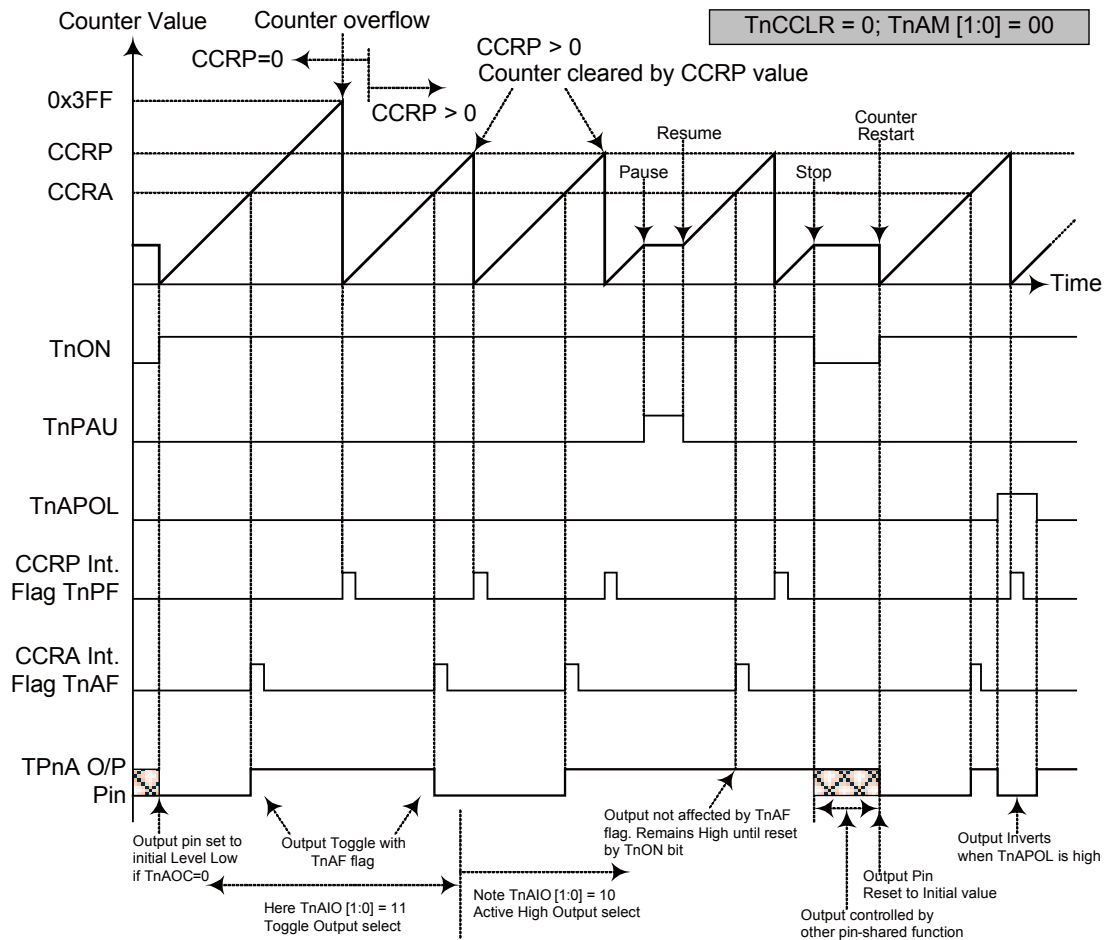 TnCCLR = 0; TnAM [1:0] = 00
Counter Value
Counter overflow
CCRP=0
CCRP > 0
CCRP > 0
Counter cleared by CCRP value
0x3FF
CCRP
CCRA
Pause
Resume
Stop
Counter
Restart
Time
TnON
TnPAU
TnAPOL
CCRP Int.
Flag TnPF
CCRA Int.
Flag TnAF
TPnA O/P
Pin
Output pin set to
initial Level Low
if TnAOC=0
Output Toggle with
TnAF flag
Here TnAIO [1:0] = 11
Toggle Output select
Note TnAIO [1:0] = 10
Active High Output select
Output not affected by TnAF
flag. Remains High until reset
by TnON bit
Output controlled by
other pin-shared function
Output Pin
Reset to Initial value
Output Inverts
when TnAPOL is high